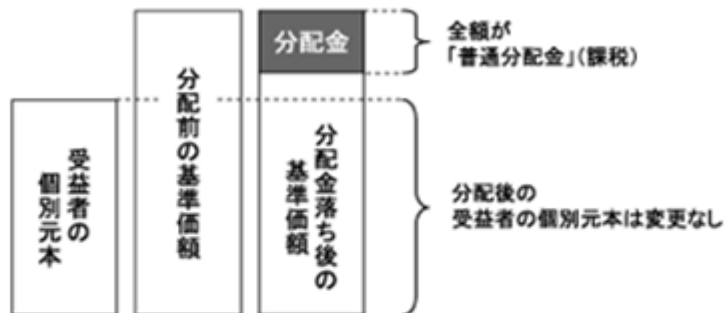 受益者の
個別元本
分配前の基準価額
分配金
分配金落ち後の
基準価額
全額が
「普通分配金」(課税)
分配後の
受益者の個別元本は変更なし